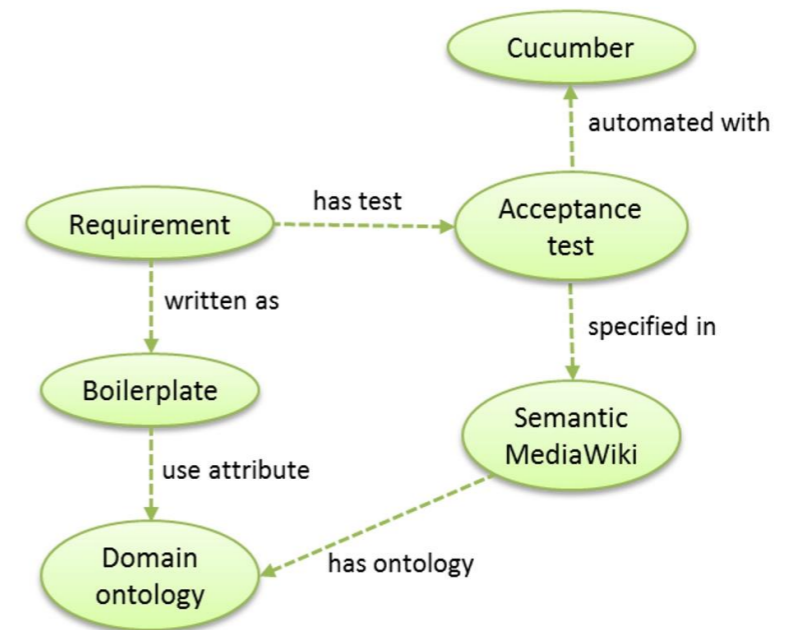 Cucumber
automated with
has test
Acceptance
test
Requirement
written as
specified in
Boilerplate
Semantic
MediaWiki
use attribute
Domain
ontology
has ontology